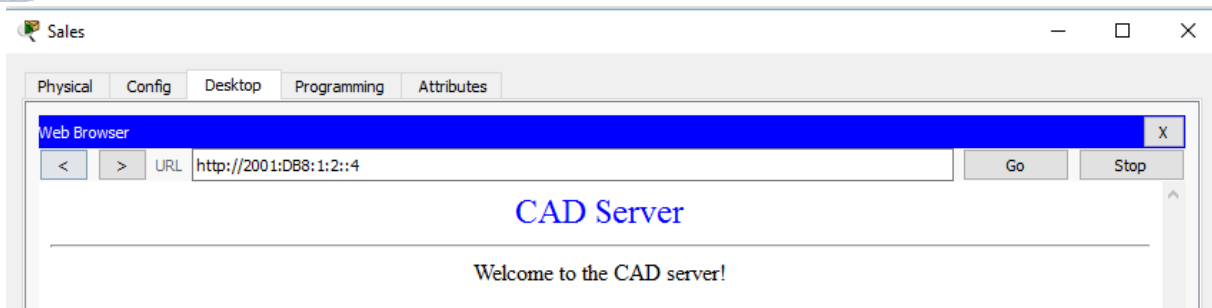 Sales
Physical Config Desktop Programming Attributes
Web Browser X
< > URL http://2001:DB8:1:2::4 Go Stop
CAD Server
Welcome to the CAD server!